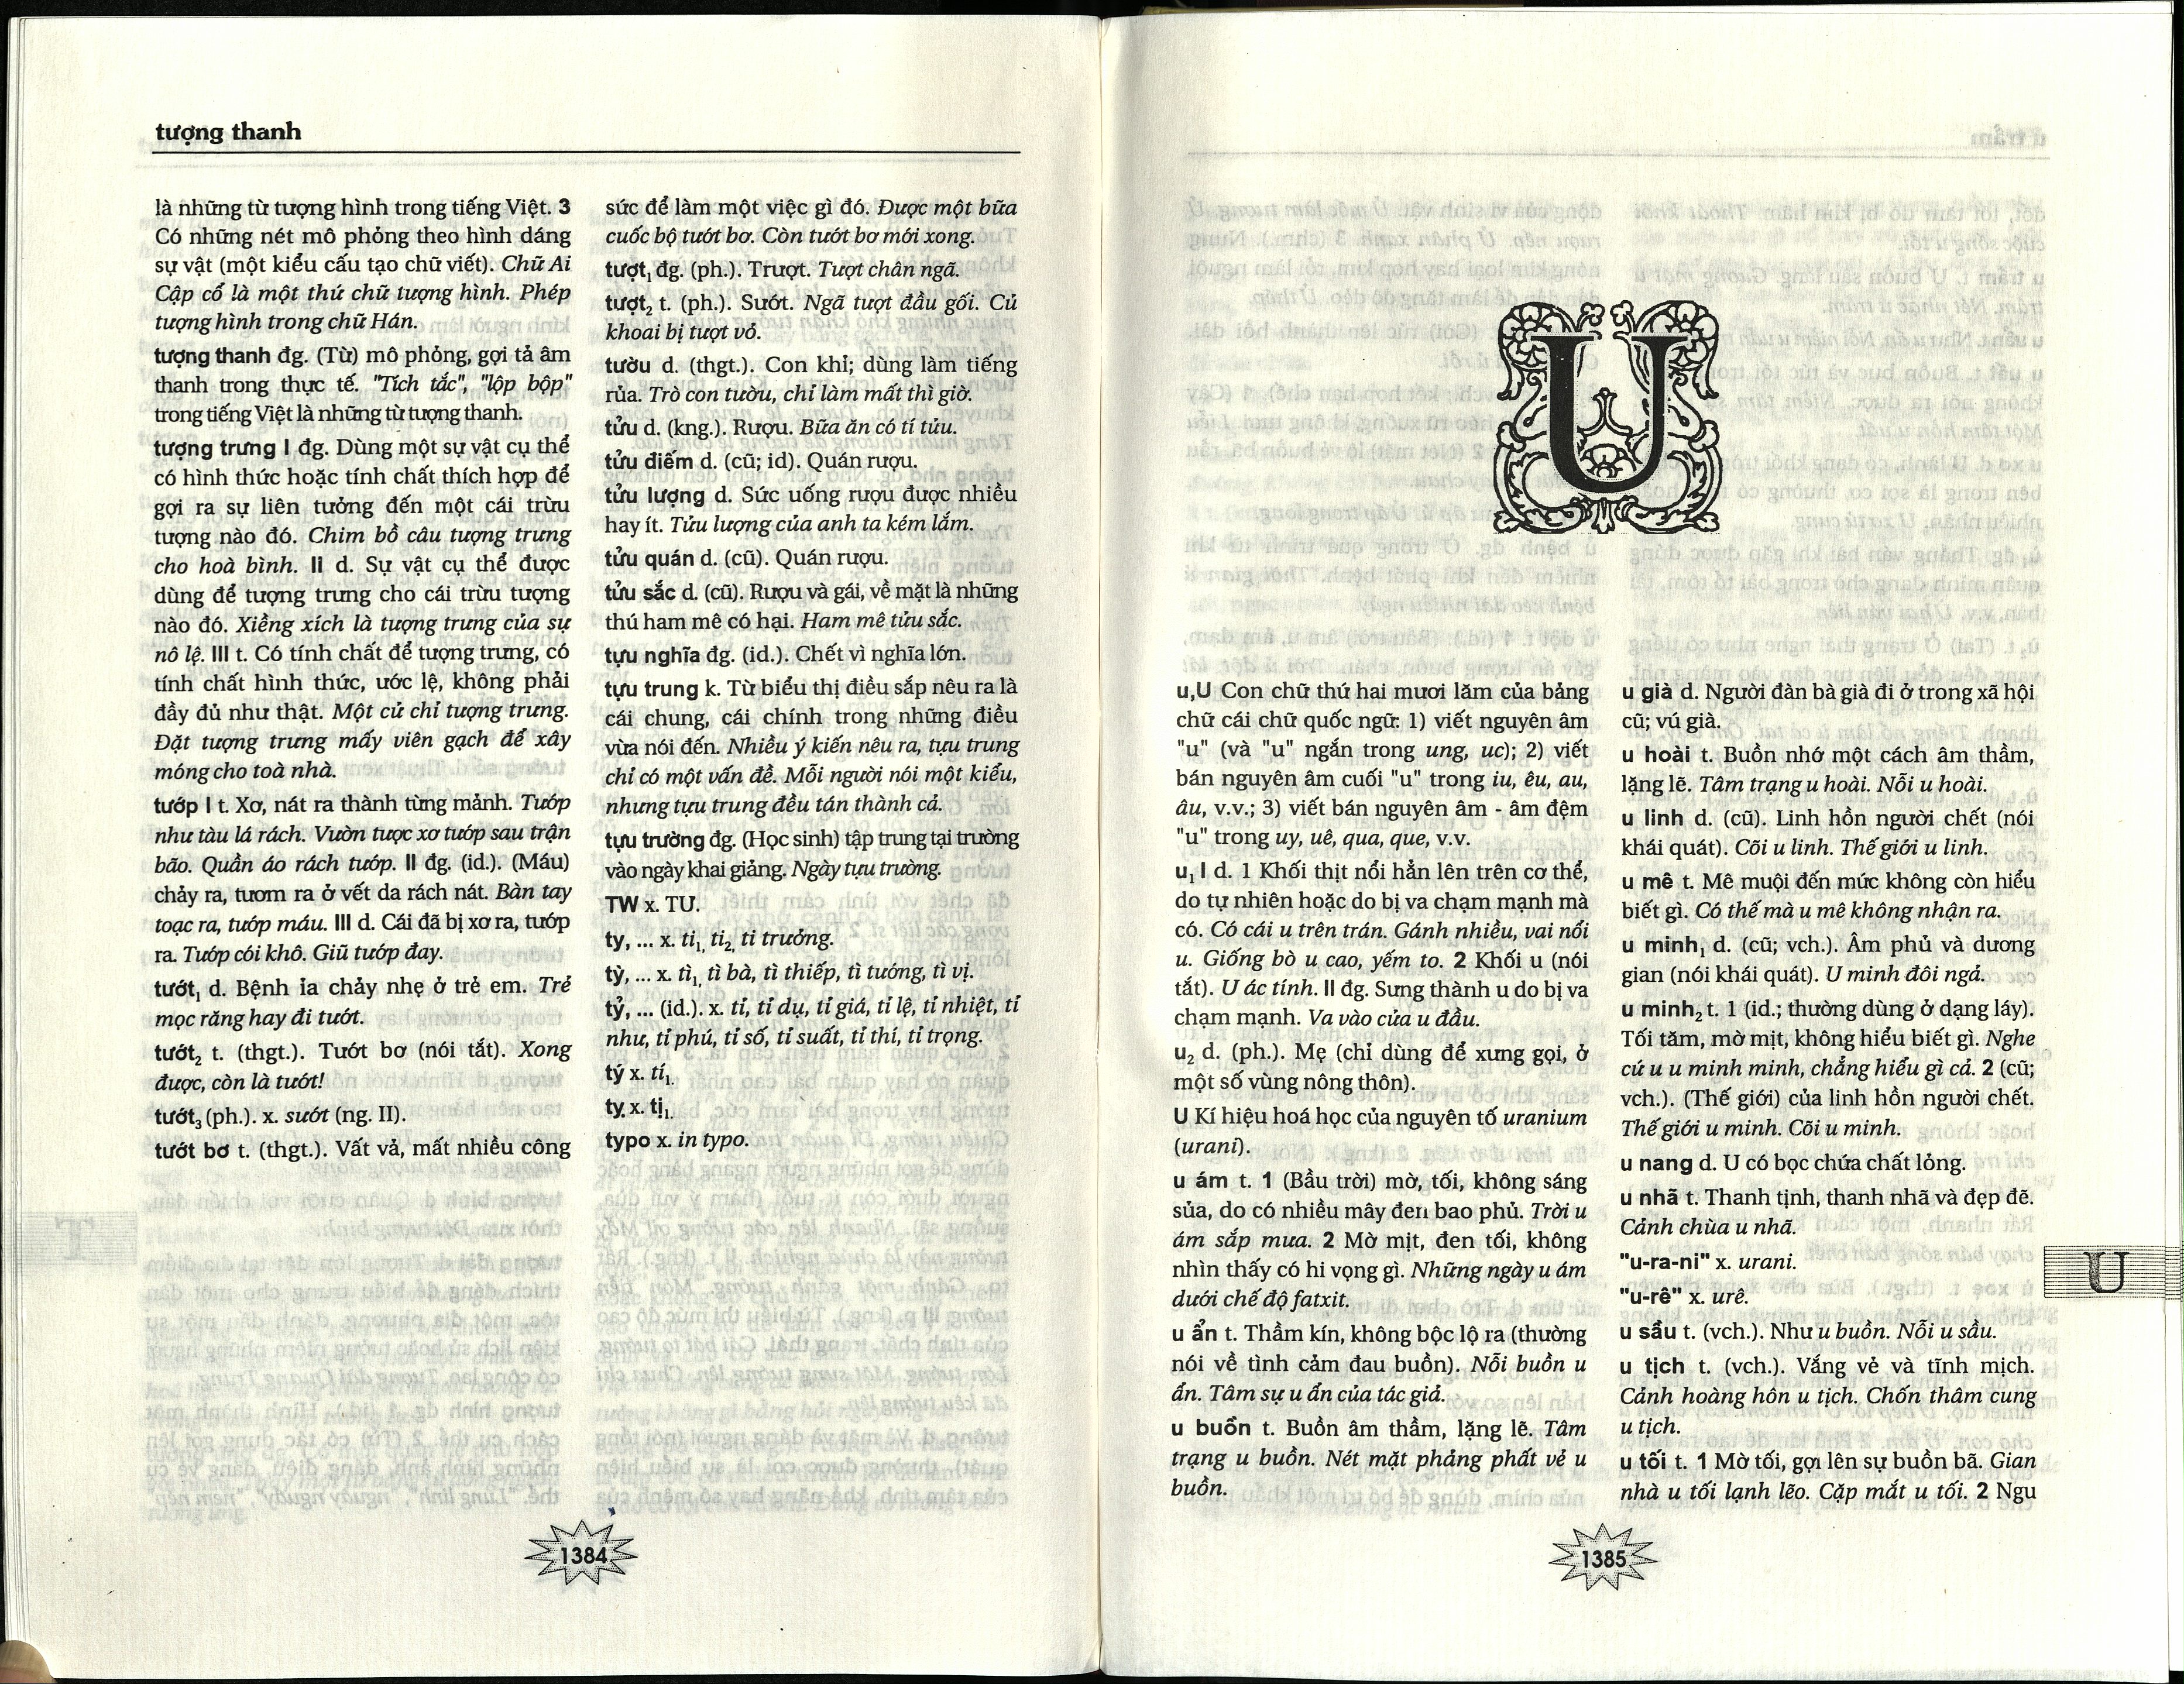 tượng thanh
là những từ tượng hình trong tiếng Việt. 3
Có những nét mô phỏng theo hình dáng
sự vật (một kiểu cấu tạo chữ viết). Chữ Ai
Cập cổ là một thứ chữ tượng hình. Phép
tượng hình trong chữ Hán.
tượng thanh đg. (Từ) mô phỏng, gợi tả âm
thanh trong thực tế. "Tích tắc", "lộp bộp"
trong tiếng Việt là những từ tượng thanh.
tượng trưng I đg. Dùng một sự vật cụ thể
có hình thức hoặc tính chất thích hợp để
gợi ra sự liên tưởng đến một cái trừu
tượng nào đó. Chim bồ câu tượng trưng
cho hoà bình. II d. Sự vật cụ thể được
dùng để tượng trưng cho cái trừu tượng
nào đó. Xiềng xích là tượng trưng của sự
nô lệ. III t. Có tính chất để tượng trưng, có
tính chất hình thức, ước lệ, không phải
đầy đủ như thật. Một cử chỉ tượng trưng.
Đặt tượng trưng mấy viên gạch để xây
móng cho toà nhà.
tướp I t. Xơ, nát ra thành từng mảnh. Tướp
như tàu lá rách. Vườn tược xơ tướp sau trận
bão. Quần áo rách tướp. II đg. (id.). (Máu)
chảy ra, tươm ra ở vết da rách nát. Bàn tay
toạc ra, tướp máu. III d. Cái đã bị xơ ra, tướp
ra. Tướp cói khô. Giũ tướp đay.
tướt₁ d. Bệnh ỉa chảy nhẹ ở trẻ em. Trẻ
mọc răng hay đi tướt.
tướt₂ t. (thgt.). Tướt bơ (nói tắt). Xong
được, còn là tướt!
tướt₃ (ph.). x. sướt (ng. II).
tướt bơ t. (thgt.). Vất vả, mất nhiều công
sức để làm một việc gì đó. Được một bữa
cuốc bộ tướt bơ. Còn tướt bơ mới xong.
tượt₁ đg. (ph.). Trượt. Tượt chân ngã.
tượt₂ t. (ph.). Sướt. Ngã tượt đầu gối. Củ
khoai bị tượt vỏ.
tườu d. (thgt.). Con khỉ; dùng làm tiếng
rủa. Trò con tườu, chỉ làm mất thì giờ.
tửu d. (kng.). Rượu. Bữa ăn có tí tửu.
tửu điếm d. (cũ; id). Quán rượu.
tửu lượng d. Sức uống rượu được nhiều
hay ít. Tửu lượng của anh ta kém lắm.
tửu quán d. (cũ). Quán rượu.
tửu sắc d. (cũ). Rượu và gái, về mặt là những
thú ham mê có hại. Ham mê tửu sắc.
tựu nghĩa đg. (id.). Chết vì nghĩa lớn.
tựu trung k. Từ biểu thị điều sắp nêu ra là
cái chung, cái chính trong những điều
vừa nói đến. Nhiều ý kiến nêu ra, tựu trung
chỉ có một vấn đề. Mỗi người nói một kiểu,
nhưng tựu trung đều tán thành cả.
tựu trường đg. (Học sinh) tập trung tại trường
vào ngày khai giảng. Ngày tựu trường.
TW x. TU.
ty, ... x. ti₁, ti₂, ti trưởng.
tỳ, ... x. tì₁, tì bà, tì thiếp, tì tướng, tì vị.
tỷ, ... (id.). x. tỉ, tỉ dụ, tỉ giá, tỉ lệ, tỉ nhiệt, tỉ
như, tỉ phú, tỉ số, tỉ suất, tỉ thí, tỉ trọng.
tý x. tí₁.
tỵ x. tị₁.
typo x. in typo.
1384
U
u,U Con chữ thứ hai mươi lăm của bảng
chữ cái chữ quốc ngữ: 1) viết nguyên âm
"u" (và "u" ngắn trong ung, uc); 2) viết
bán nguyên âm cuối "u" trong iu, êu, au,
âu, v.v.; 3) viết bán nguyên âm - âm đệm
"u" trong uy, uê, qua, que, v.v.
u₁ I d. 1 Khối thịt nổi hẳn lên trên cơ thể,
do tự nhiên hoặc do bị va chạm mạnh mà
có. Có cái u trên trán. Gánh nhiều, vai nổi
u. Giống bò u cao, yếm to. 2 Khối u (nói
tắt). U ác tính. II đg. Sưng thành u do bị va
chạm mạnh. Va vào cửa u đầu.
u₂ d. (ph.). Mẹ (chỉ dùng để xưng gọi, ở
một số vùng nông thôn).
U Kí hiệu hoá học của nguyên tố uranium
(urani).
u ám t. 1 (Bầu trời) mờ, tối, không sáng
sủa, do có nhiều mây đen bao phủ. Trời u
ám sắp mưa. 2 Mờ mịt, đen tối, không
nhìn thấy có hi vọng gì. Những ngày u ám
dưới chế độ fatxit.
u ẩn t. Thầm kín, không bộc lộ ra (thường
nói về tình cảm đau buồn). Nỗi buồn u
ẩn. Tâm sự u ẩn của tác giả.
u buồn t. Buồn âm thầm, lặng lẽ. Tâm
trạng u buồn. Nét mặt phảng phất vẻ u
buồn.
u già d. Người đàn bà già đi ở trong xã hội
cũ; vú già.
u hoài t. Buồn nhớ một cách âm thầm,
lặng lẽ. Tâm trạng u hoài. Nỗi u hoài.
u linh d. (cũ). Linh hồn người chết (nói
khái quát). Cõi u linh. Thế giới u linh.
u mê t. Mê muội đến mức không còn hiểu
biết gì. Có thế mà u mê không nhận ra.
u minh₁ d. (cũ; vch.). Âm phủ và dương
gian (nói khái quát). U minh đôi ngả.
u minh₂ t. 1 (id.; thường dùng ở dạng láy).
Tối tăm, mờ mịt, không hiểu biết gì. Nghe
cứ u u minh minh, chẳng hiểu gì cả. 2 (cũ;
vch.). (Thế giới) của linh hồn người chết.
Thế giới u minh. Cõi u minh.
u nang d. U có bọc chứa chất lỏng.
u nhã t. Thanh tịnh, thanh nhã và đẹp đẽ.
Cảnh chùa u nhã.
"u-ra-ni" x. urani.
"u-rê" x. urê.
u sầu t. (vch.). Như u buồn. Nỗi u sầu.
u tịch t. (vch.). Vắng vẻ và tĩnh mịch.
Cảnh hoàng hôn u tịch. Chốn thâm cung
u tịch.
u tối t. 1 Mờ tối, gợi lên sự buồn bã. Gian
nhà u tối lạnh lẽo. Cặp mắt u tối. 2 Ngu
U
1385